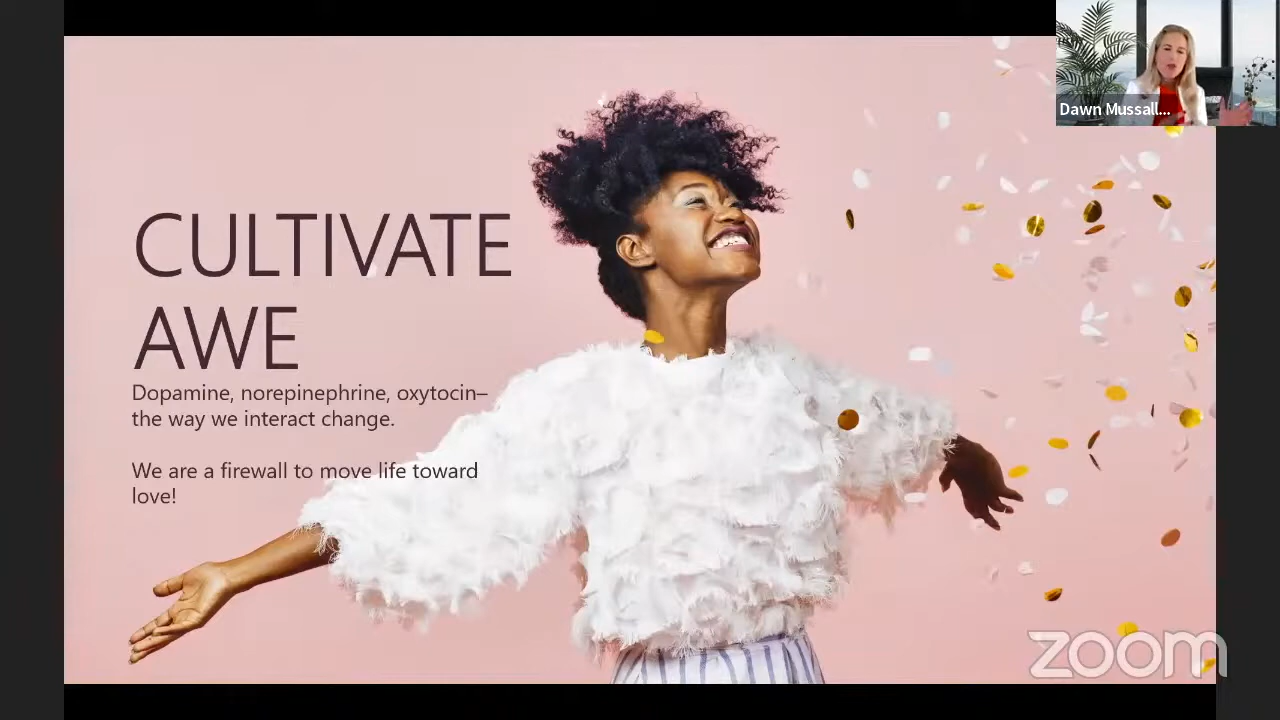 CULTIVATE
AWE
Dopamine, norepinephrine, oxytocin–
the way we interact change.
We are a firewall to move life toward
love!
Dawn Mussall...
zoom